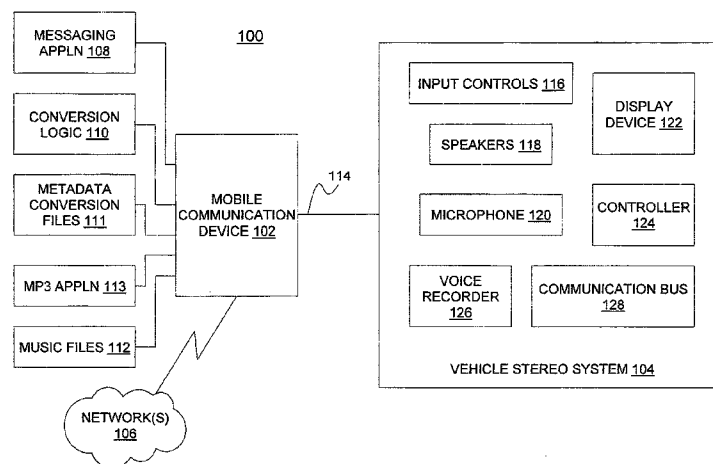 100
MESSAGING
APPLN 108
CONVERSION
LOGIC 110
METADATA
CONVERSION
FILES 111
MP3 APPLN 113
MUSIC FILES 112
MOBILE
COMMUNICATION
DEVICE 102
NETWORK(S)
106
114
INPUT CONTROLS 116
SPEAKERS 118
MICROPHONE 120
VOICE
RECORDER
126
DISPLAY
DEVICE 122
CONTROLLER
124
COMMUNICATION BUS
128
VEHICLE STEREO SYSTEM 104